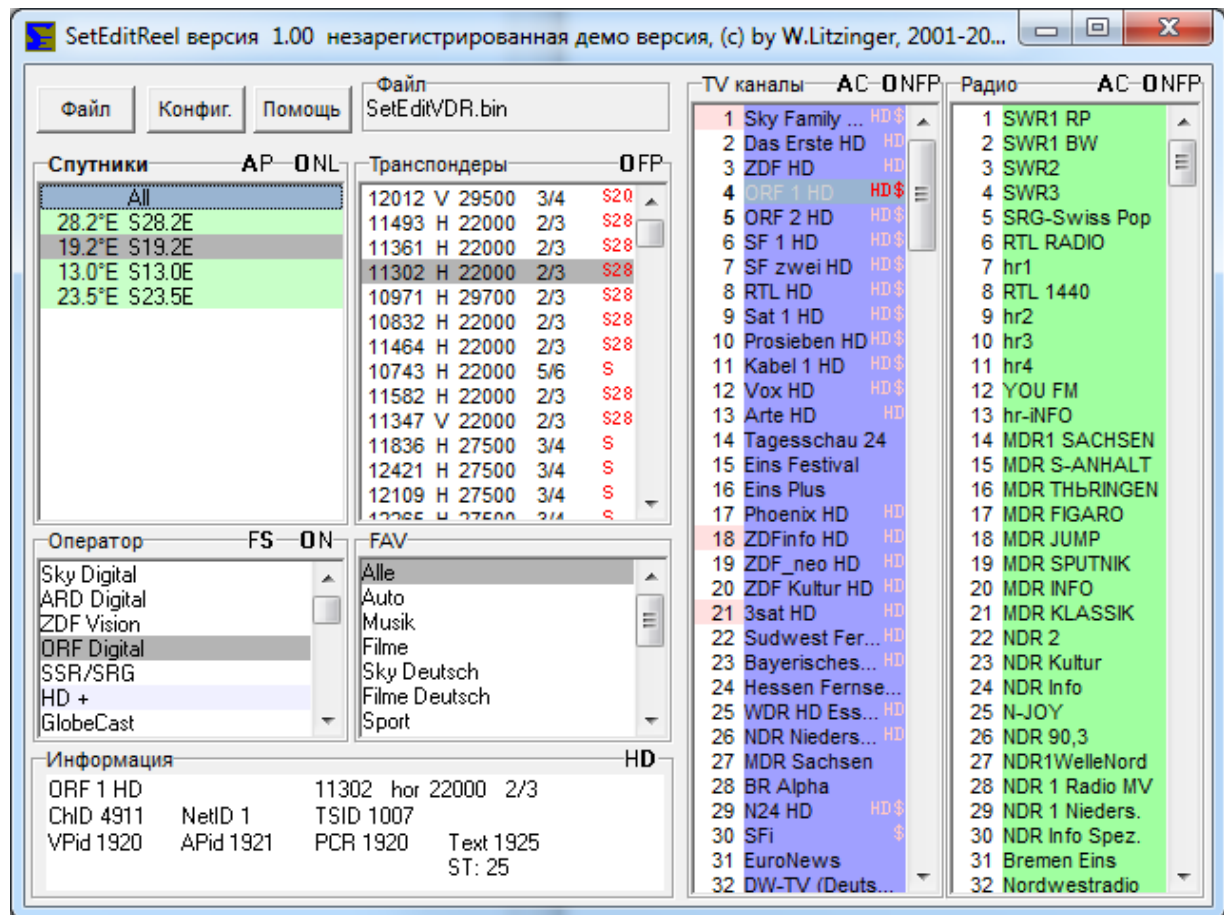 SetEditReel версия 1.00 незарегистрированная демо версия, (c) by W.Litzinger, 2001-20...
Файл Конфиг. Помощь
Файл
SetEditVDR.bin
Спутники AP ONL
All
28.2°E S28.2E
19.2°E S19.2E
13.0°E S13.0E
23.5°E S23.5E
Транспондеры OFP
12012 V 29500 3/4 S20
11493 H 22000 2/3 S28
11361 H 22000 2/3 S28
11302 H 22000 2/3 S28
10971 H 29700 2/3 S28
10832 H 22000 2/3 S28
11464 H 22000 2/3 S28
10743 H 22000 5/6 S
11582 H 22000 2/3 S28
11347 V 22000 2/3 S28
11836 H 27500 3/4 S
12421 H 27500 3/4 S
12109 H 27500 3/4 S
12265 H 27500 3/4 S
Оператор FS ON
Sky Digital
ARD Digital
ZDF Vision
ORF Digital
SSR/SRG
HD +
GlobeCast
FAV
Alle
Auto
Musik
Filme
Sky Deutsch
Filme Deutsch
Sport
Информация HD
ORF 1 HD 11302 hor 22000 2/3
ChID 4911 NetID 1 TSID 1007
VPid 1920 APid 1921 PCR 1920 Text 1925
ST: 25
TV каналы AC ONFP
1 Sky Family ... HD$
2 Das Erste HD HD
3 ZDF HD HD
4 ORF 1 HD HD$
5 ORF 2 HD HD$
6 SF 1 HD HD$
7 SF zwei HD HD$
8 RTL HD HD$
9 Sat 1 HD HD$
10 Prosieben HD HD$
11 Kabel 1 HD HD$
12 Vox HD HD$
13 Arte HD HD
14 Tagesschau 24
15 Eins Festival
16 Eins Plus
17 Phoenix HD HD
18 ZDFinfo HD HD
19 ZDF_neo HD HD
20 ZDF Kultur HD HD
21 3sat HD HD
22 Sudwest Fer... HD
23 Bayerisches... HD
24 Hessen Fernse...
25 WDR HD Ess... HD
26 NDR Nieders... HD
27 MDR Sachsen
28 BR Alpha
29 N24 HD HD$
30 SFi $
31 EuroNews
32 DW-TV (Deuts...
Радио AC ONFP
1 SWR1 RP
2 SWR1 BW
3 SWR2
4 SWR3
5 SRG-Swiss Pop
6 RTL RADIO
7 hr1
8 RTL 1440
9 hr2
10 hr3
11 hr4
12 YOU FM
13 hr-iNFO
14 MDR1 SACHSEN
15 MDR S-ANHALT
16 MDR THЬRINGEN
17 MDR FIGARO
18 MDR JUMP
19 MDR SPUTNIK
20 MDR INFO
21 MDR KLASSIK
22 NDR 2
23 NDR Kultur
24 NDR Info
25 N-JOY
26 NDR 90,3
27 NDR1WelleNord
28 NDR 1 Radio MV
29 NDR 1 Nieders.
30 NDR Info Spez.
31 Bremen Eins
32 Nordwestradio